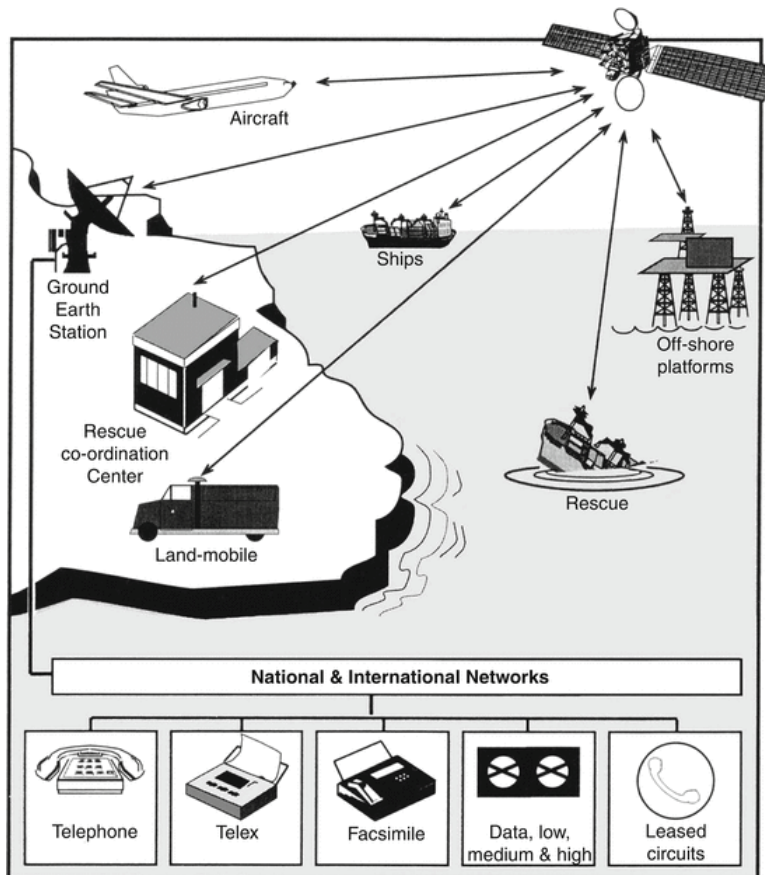 Aircraft
Ships
Ground
Earth
Station
Off-shore
platforms
Rescue
co-ordination
Center
Rescue
Land-mobile
National & International Networks
Telephone
Telex
Facsimile
Data, low,
medium & high
Leased
circuits